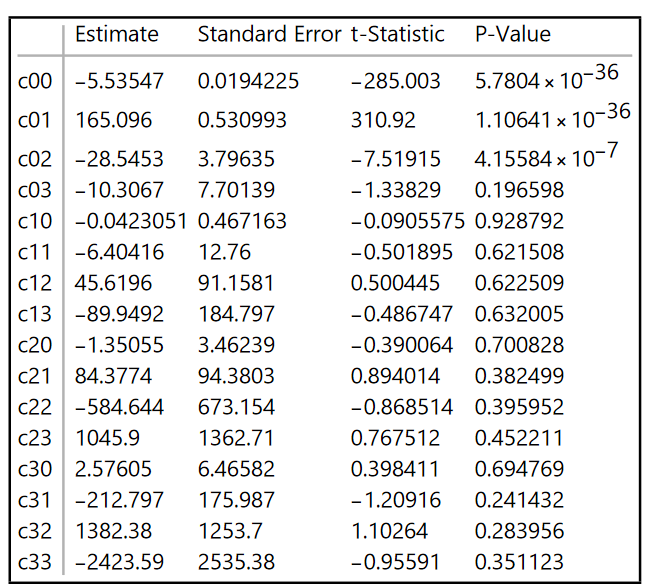 Estimate Standard Error t-Statistic P-Value
c00 −5.53547 0.0194225 −285.003 5.7804 × 10^−36
c01 165.096 0.530993 310.92 1.10641 × 10^−36
c02 −28.5453 3.79635 −7.51915 4.15584 × 10^−7
c03 −10.3067 7.70139 −1.33829 0.196598
c10 −0.0423051 0.467163 −0.0905575 0.928792
c11 −6.40416 12.76 −0.501895 0.621508
c12 45.6196 91.1581 0.500445 0.622509
c13 −89.9492 184.797 −0.486747 0.632005
c20 −1.35055 3.46239 −0.390064 0.700828
c21 84.3774 94.3803 0.894014 0.382499
c22 −584.644 673.154 −0.868514 0.395952
c23 1045.9 1362.71 0.767512 0.452211
c30 2.57605 6.46582 0.398411 0.694769
c31 −212.797 175.987 −1.20916 0.241432
c32 1382.38 1253.7 1.10264 0.283956
c33 −2423.59 2535.38 −0.95591 0.351123